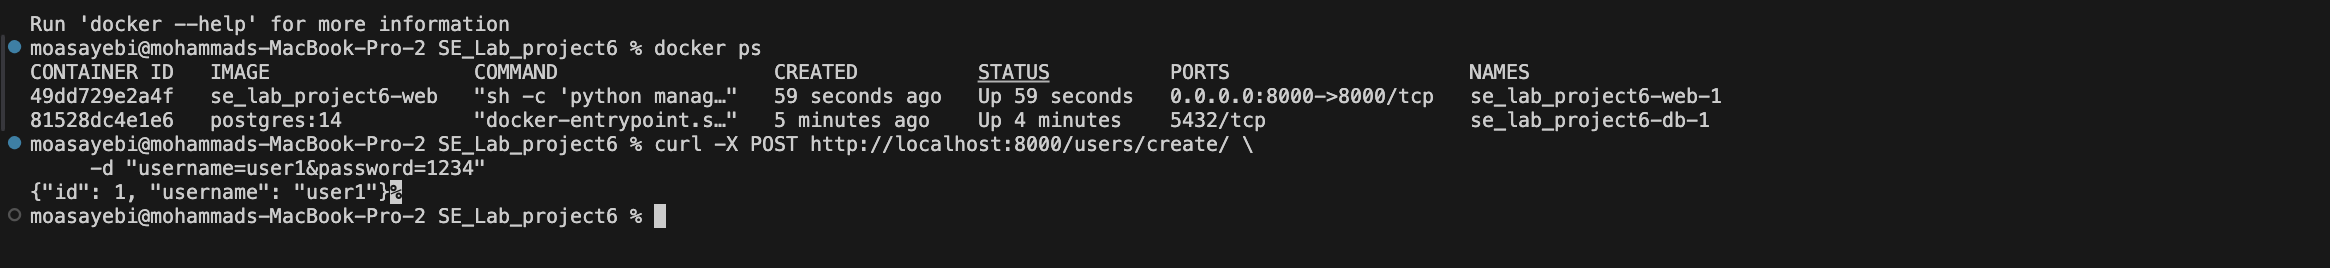 Run 'docker --help' for more information
moasayebi@mohammads-MacBook-Pro-2 SE_Lab_project6 % docker ps
CONTAINER ID   IMAGE                 COMMAND                  CREATED          STATUS          PORTS                    NAMES
49dd729e2a4f   se_lab_project6-web   "sh -c 'python manag…"   59 seconds ago   Up 59 seconds   0.0.0.0:8000->8000/tcp   se_lab_project6-web-1
81528dc4e1e6   postgres:14           "docker-entrypoint.s…"   5 minutes ago    Up 4 minutes    5432/tcp                 se_lab_project6-db-1
moasayebi@mohammads-MacBook-Pro-2 SE_Lab_project6 % curl -X POST http://localhost:8000/users/create/ \
     -d "username=user1&password=1234"
{"id": 1, "username": "user1"}%
moasayebi@mohammads-MacBook-Pro-2 SE_Lab_project6 %